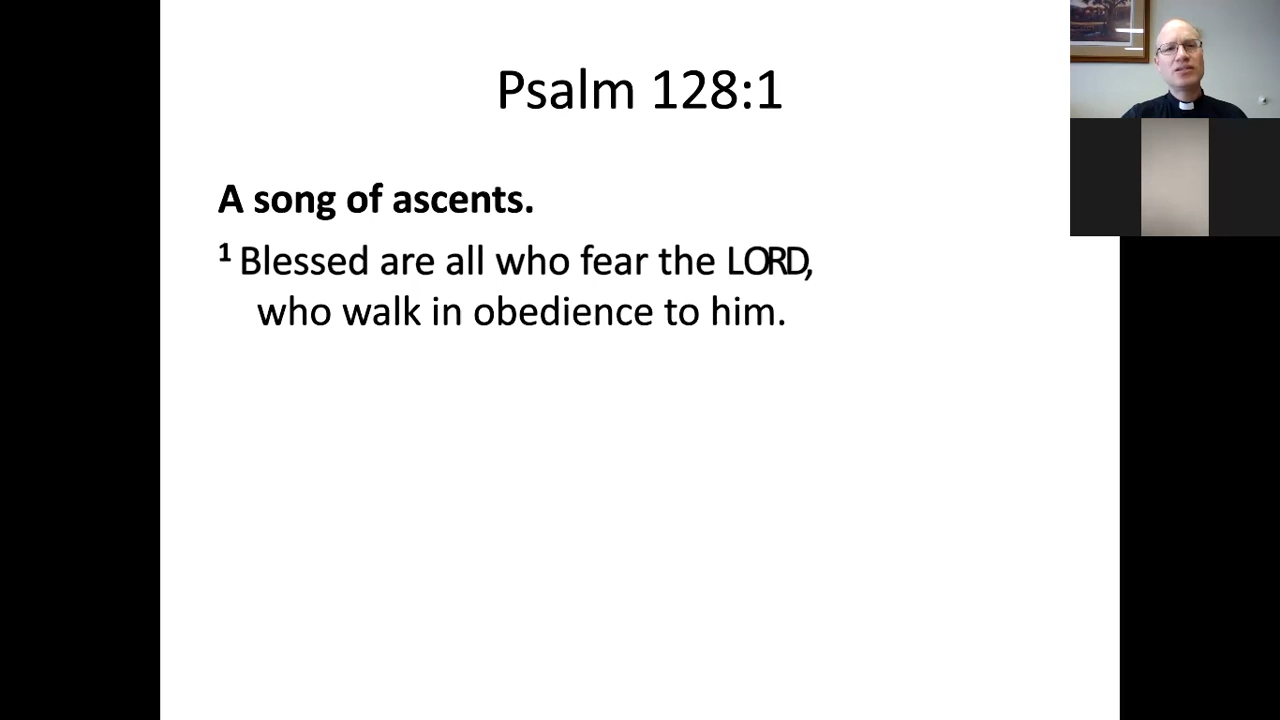 Psalm 128:1
A song of ascents.
¹ Blessed are all who fear the LORD,
who walk in obedience to him.